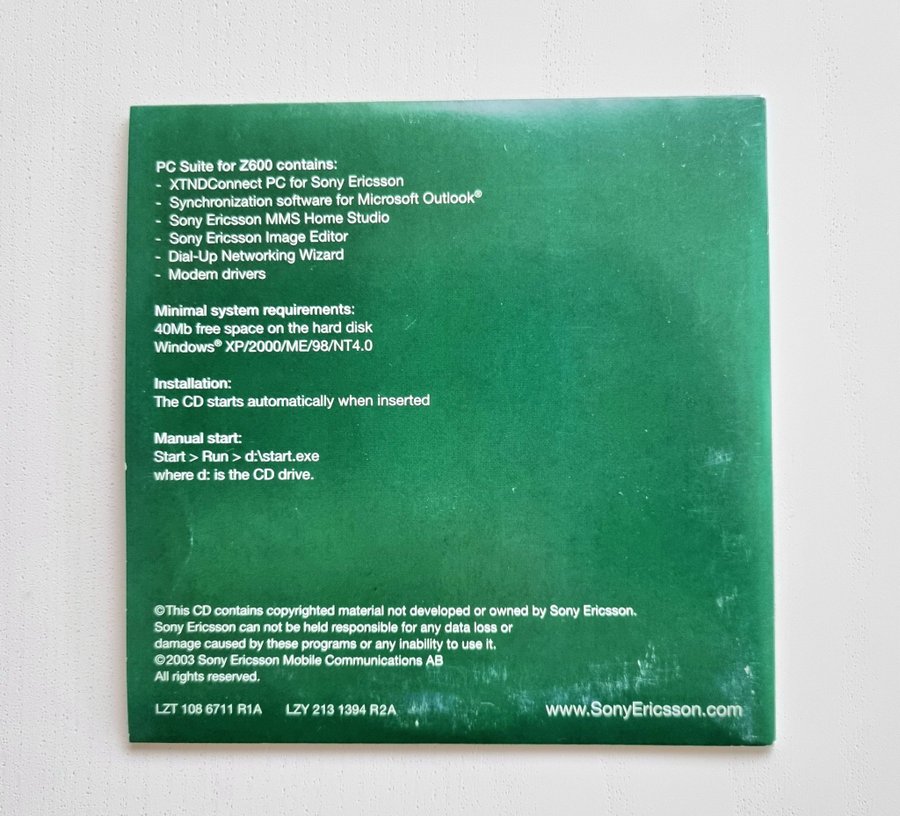 PC Suite for Z600 contains:
- XTNDConnect PC for Sony Ericsson
- Synchronization software for Microsoft Outlook®
- Sony Ericsson MMS Home Studio
- Sony Ericsson Image Editor
- Dial-Up Networking Wizard
- Modem drivers
Minimal system requirements:
40Mb free space on the hard disk
Windows® XP/2000/ME/98/NT4.0
Installation:
The CD starts automatically when inserted
Manual start:
Start > Run > d:\start.exe
where d: is the CD drive.
©This CD contains copyrighted material not developed or owned by Sony Ericsson.
Sony Ericsson can not be held responsible for any data loss or
damage caused by these programs or any inability to use it.
©2003 Sony Ericsson Mobile Communications AB
All rights reserved.
LZT 108 6711 R1A LZY 213 1394 R2A www.SonyEricsson.com